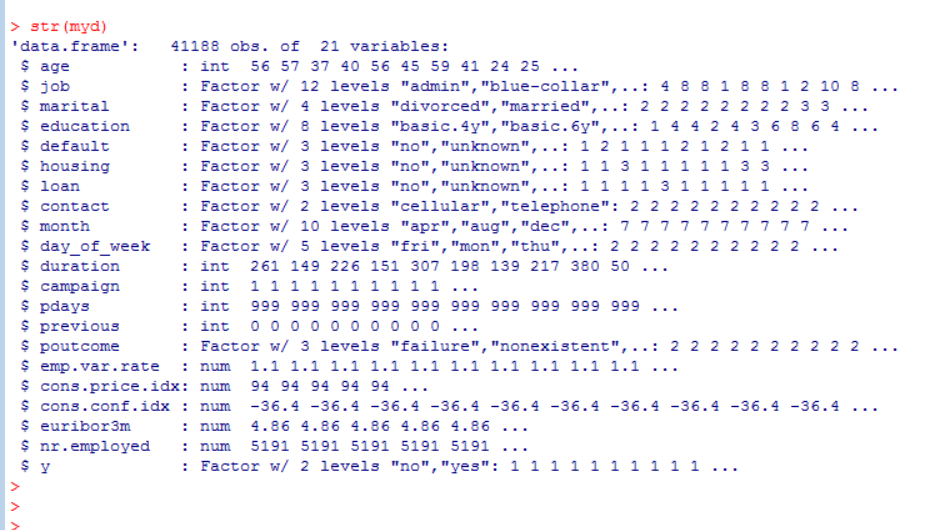 > str(myd)
'data.frame':   41188 obs. of  21 variables:
 $ age           : int  56 57 37 40 56 45 59 41 24 25 ...
 $ job           : Factor w/ 12 levels "admin","blue-collar",..: 4 8 8 1 8 8 1 2 10 8 ...
 $ marital       : Factor w/ 4 levels "divorced","married",..: 2 2 2 2 2 2 2 2 3 3 ...
 $ education     : Factor w/ 8 levels "basic.4y","basic.6y",..: 1 4 4 2 4 3 6 8 6 4 ...
 $ default       : Factor w/ 3 levels "no","unknown",..: 1 2 1 1 1 2 1 2 1 1 ...
 $ housing       : Factor w/ 3 levels "no","unknown",..: 1 1 3 1 1 1 1 1 3 3 ...
 $ loan          : Factor w/ 3 levels "no","unknown",..: 1 1 1 1 3 1 1 1 1 1 ...
 $ contact       : Factor w/ 2 levels "cellular","telephone": 2 2 2 2 2 2 2 2 2 2 ...
 $ month         : Factor w/ 10 levels "apr","aug","dec",..: 7 7 7 7 7 7 7 7 7 7 ...
 $ day_of_week   : Factor w/ 5 levels "fri","mon","thu",..: 2 2 2 2 2 2 2 2 2 2 ...
 $ duration      : int  261 149 226 151 307 198 139 217 380 50 ...
 $ campaign      : int  1 1 1 1 1 1 1 1 1 1 ...
 $ pdays         : int  999 999 999 999 999 999 999 999 999 999 ...
 $ previous      : int  0 0 0 0 0 0 0 0 0 0 ...
 $ poutcome      : Factor w/ 3 levels "failure","nonexistent",..: 2 2 2 2 2 2 2 2 2 2 ...
 $ emp.var.rate  : num  1.1 1.1 1.1 1.1 1.1 1.1 1.1 1.1 1.1 1.1 ...
 $ cons.price.idx: num  94 94 94 94 94 ...
 $ cons.conf.idx : num  -36.4 -36.4 -36.4 -36.4 -36.4 -36.4 -36.4 -36.4 -36.4 -36.4 ...
 $ euribor3m     : num  4.86 4.86 4.86 4.86 4.86 ...
 $ nr.employed   : num  5191 5191 5191 5191 5191 ...
 $ y             : Factor w/ 2 levels "no","yes": 1 1 1 1 1 1 1 1 1 1 ...
>
>
>